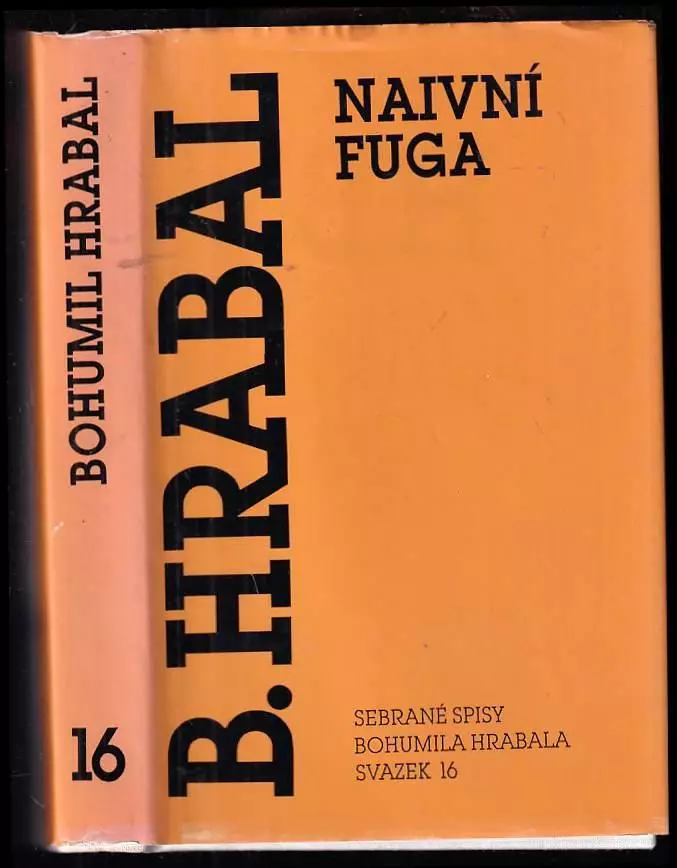 BOHUMIL HRABAL
16
B. HRABAL
NAIVNÍ
FUGA
SEBRANÉ SPISY
BOHUMILA HRABALA
SVAZEK 16